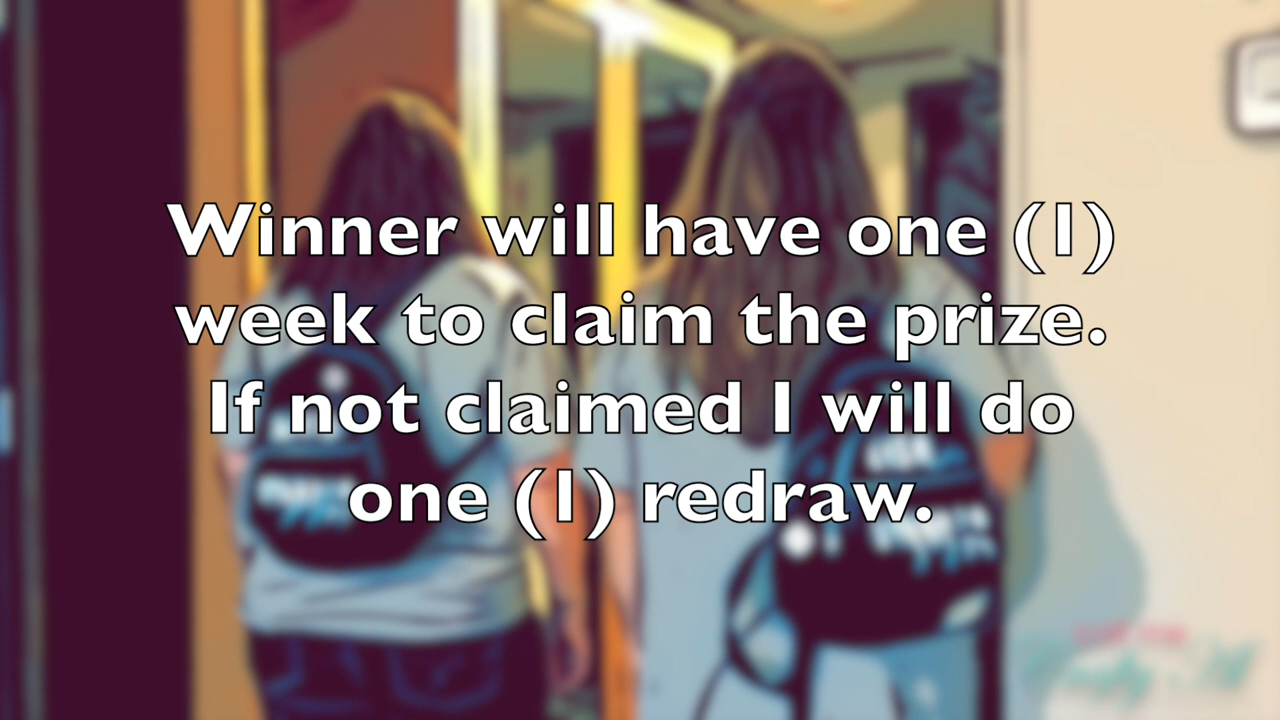 Winner will have one (1)
week to claim the prize.
If not claimed I will do
one (1) redraw.